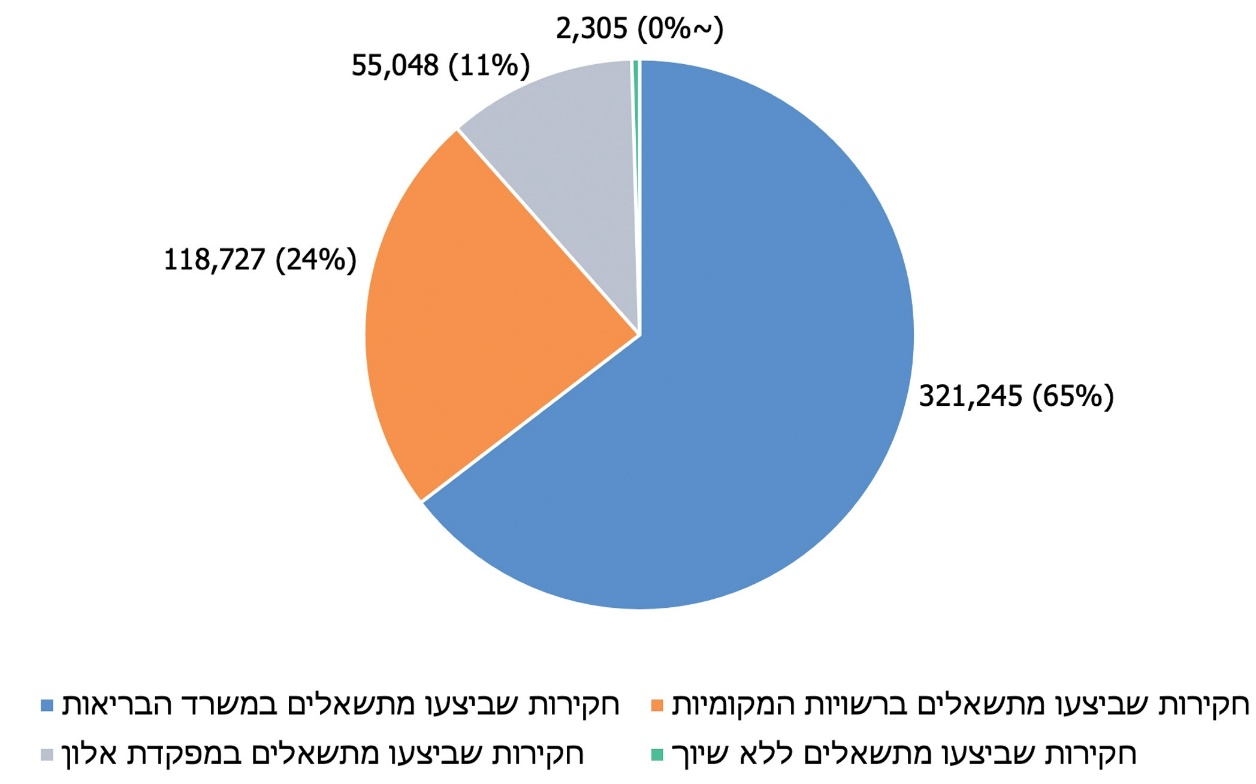 2,305 (0%~)
55,048 (11%)
118,727 (24%)
321,245 (65%)
חקירות שביצעו מתשאלים במשרד הבריאות
חקירות שביצעו מתשאלים ברשויות המקומיות
חקירות שביצעו מתשאלים במפקדת אלון
חקירות שביצעו מתשאלים ללא שיוך